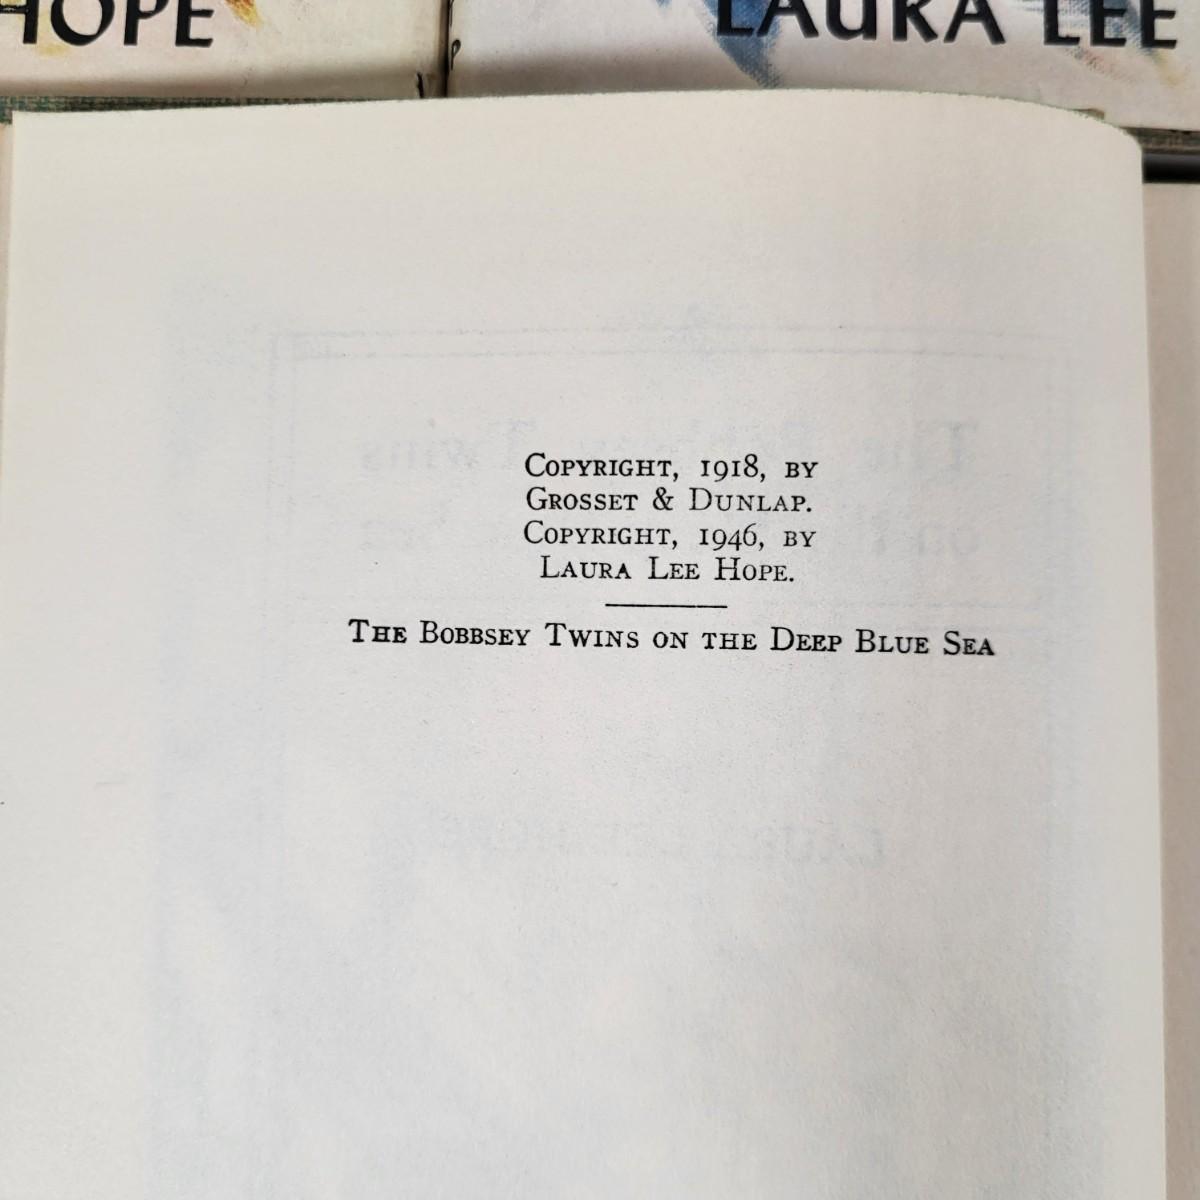 HOPE
LAURA LEE
COPYRIGHT, 1918, BY
GROSSET & DUNLAP.
COPYRIGHT, 1946, BY
LAURA LEE HOPE.
THE BOBBSEY TWINS ON THE DEEP BLUE SEA